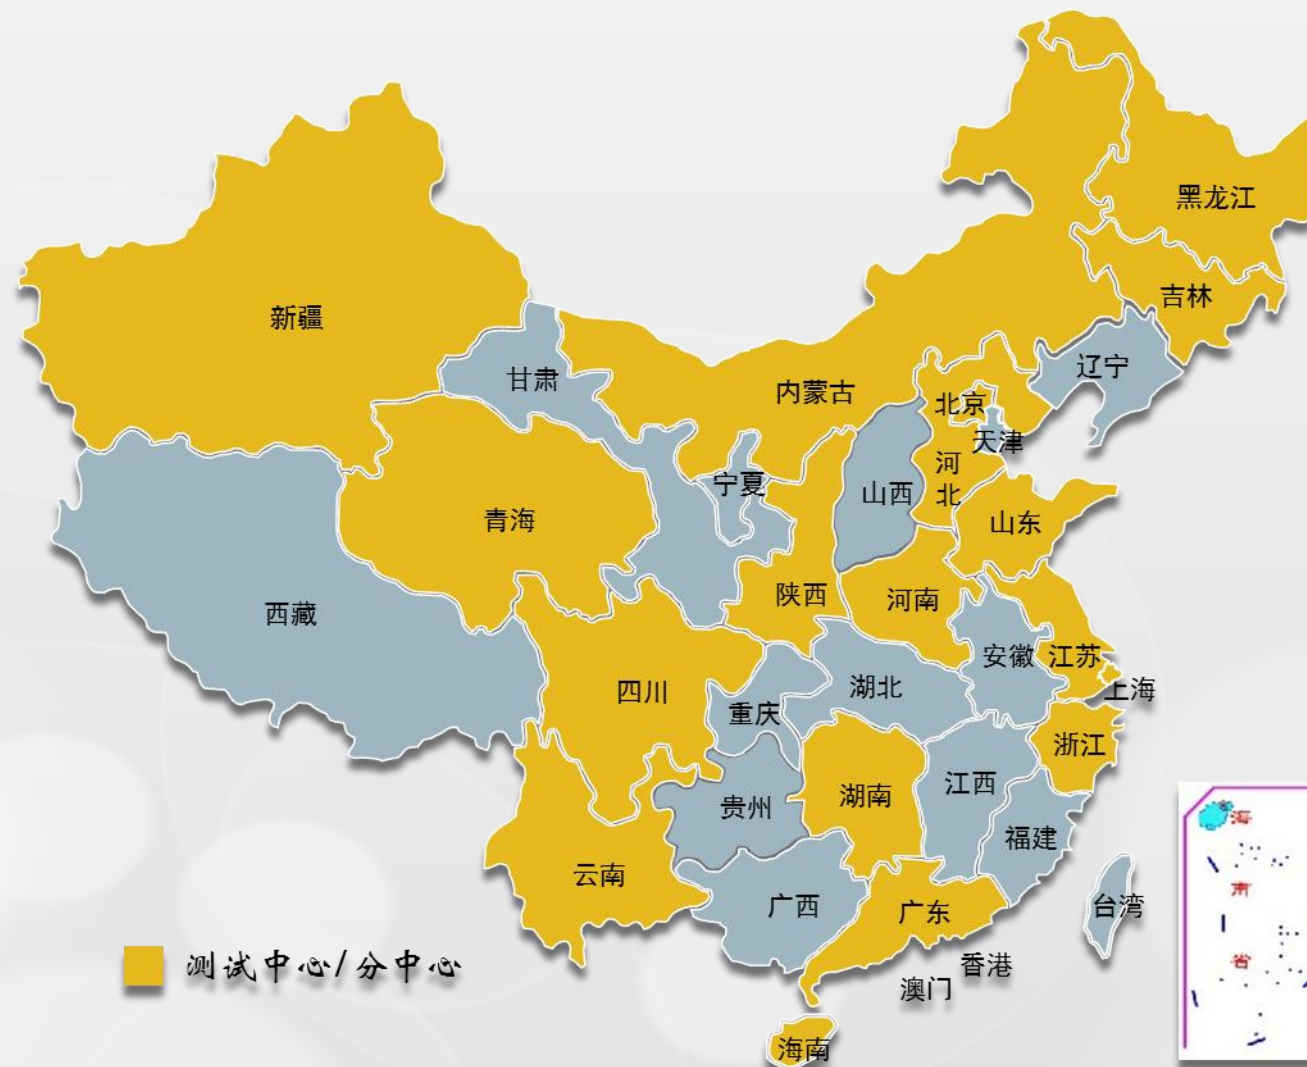 黑龙江
吉林
新疆
辽宁
甘肃
内蒙古
北京
天津
河
北
宁夏
山西
青海
山东
陕西
河南
西藏
安徽
江苏
四川
湖北
上海
重庆
浙江
江西
湖南
贵州
福建
云南
广西
广东
台湾
香港
澳门
海南
测试中心/分中心
海
南
省